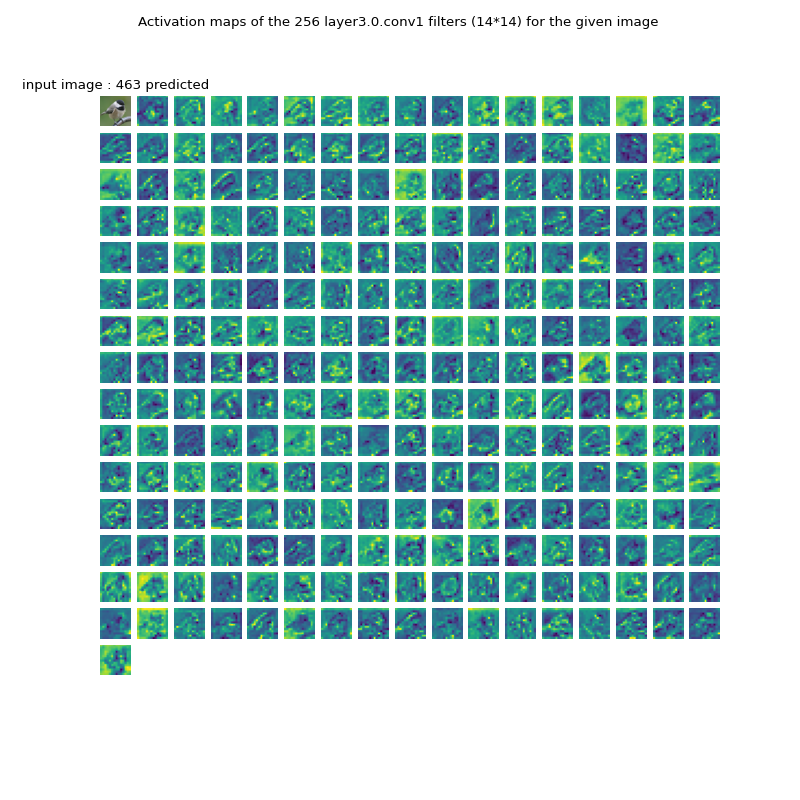 Activation maps of the 256 layer3.0.conv1 filters (14*14) for the given image
input image : 463 predicted